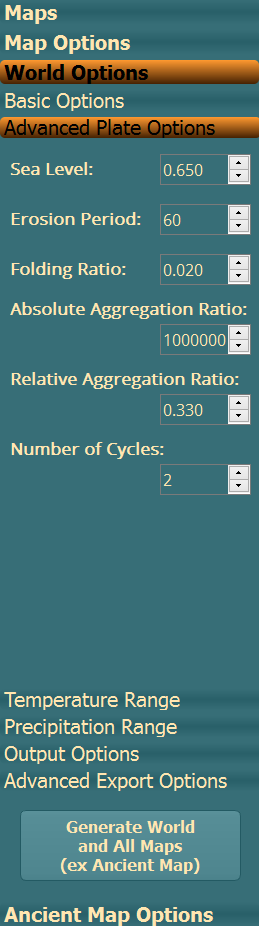 Maps
Map Options
World Options
Basic Options
Advanced Plate Options
Sea Level:
0.650
Erosion Period:
60
Folding Ratio:
0.020
Absolute Aggregation Ratio:
1000000
Relative Aggregation Ratio:
0.330
Number of Cycles:
2
Temperature Range
Precipitation Range
Output Options
Advanced Export Options
Generate World
and All Maps
(ex Ancient Map)
Ancient Map Options